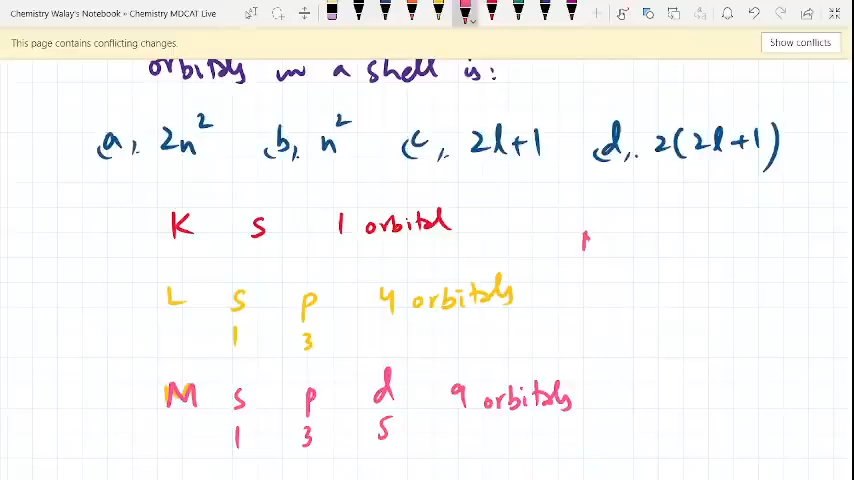 Chemistry Walay's Notebook » Chemistry MDCAT Live
This page contains conflicting changes.
Show conflicts
orbitals in a shell is:
a, 2n² b, n² c, 2l+1 d, 2(2l+1)
K s 1 orbital
L s p 4 orbitals
1 3
M s p d 9 orbitals
1 3 5